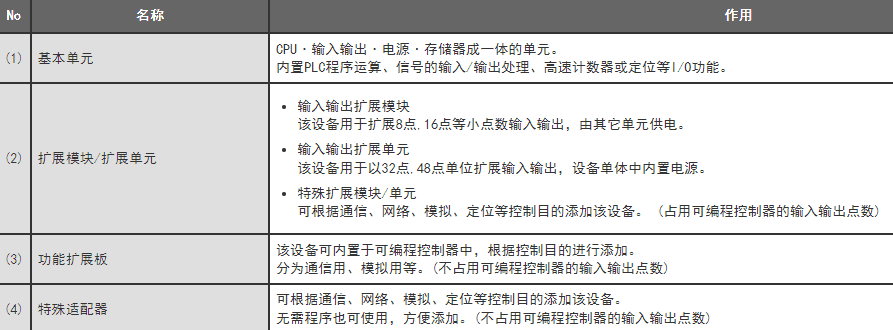 No 名称 作用
(1) 基本单元
CPU·输入输出·电源·存储器成一体的单元。
内置PLC程序运算、信号的输入/输出处理、高速计数器或定位等I/O功能。
(2) 扩展模块/扩展单元
• 输入输出扩展模块
该设备用于扩展8点.16点等小点数输入输出，由其它单元供电。
• 输入输出扩展单元
该设备用于以32点.48点单位扩展输入输出，设备单体中内置电源。
• 特殊扩展模块/单元
可根据通信、网络、模拟、定位等控制目的添加该设备。（占用可编程控制器的输入输出点数）
(3) 功能扩展板
该设备可内置于可编程控制器中，根据控制目的进行添加。
分为通信用、模拟用等。(不占用可编程控制器的输入输出点数)
(4) 特殊适配器
可根据通信、网络、模拟、定位等控制目的添加该设备。
无需程序也可使用，方便添加。(不占用可编程控制器的输入输出点数)